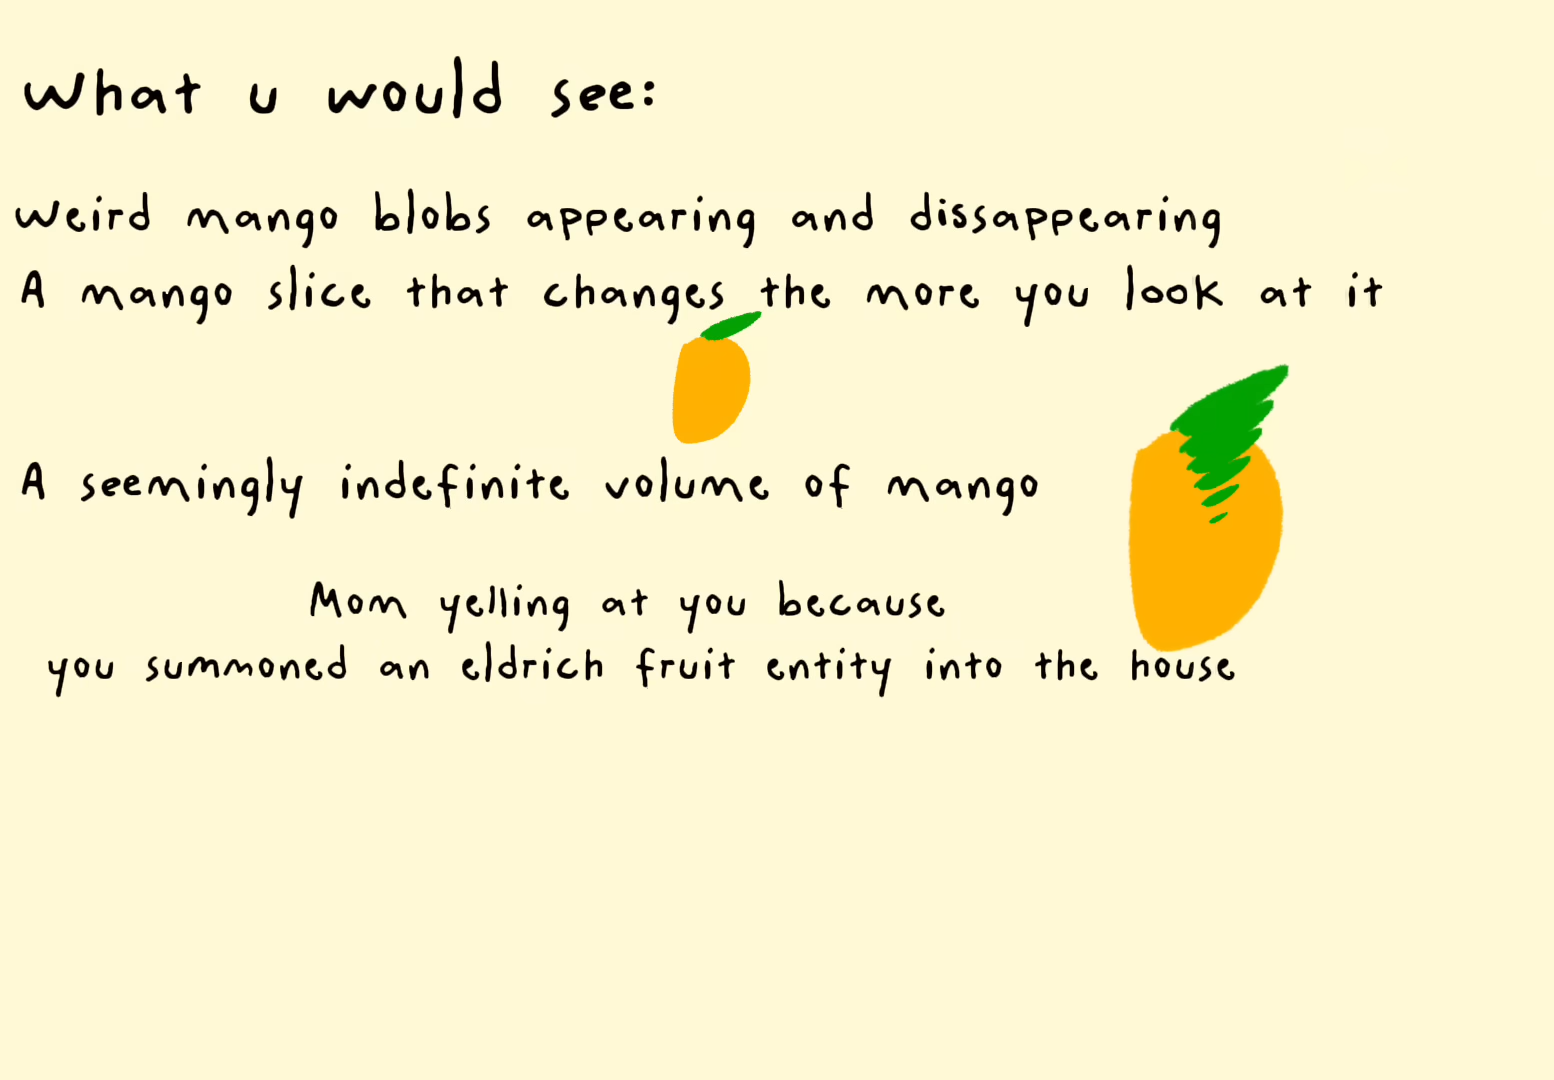 What u would see:
weird mango blobs appearing and dissappearing
A mango slice that changes the more you look at it
A seemingly indefinite volume of mango
Mom yelling at you because
you summoned an eldrich fruit entity into the house